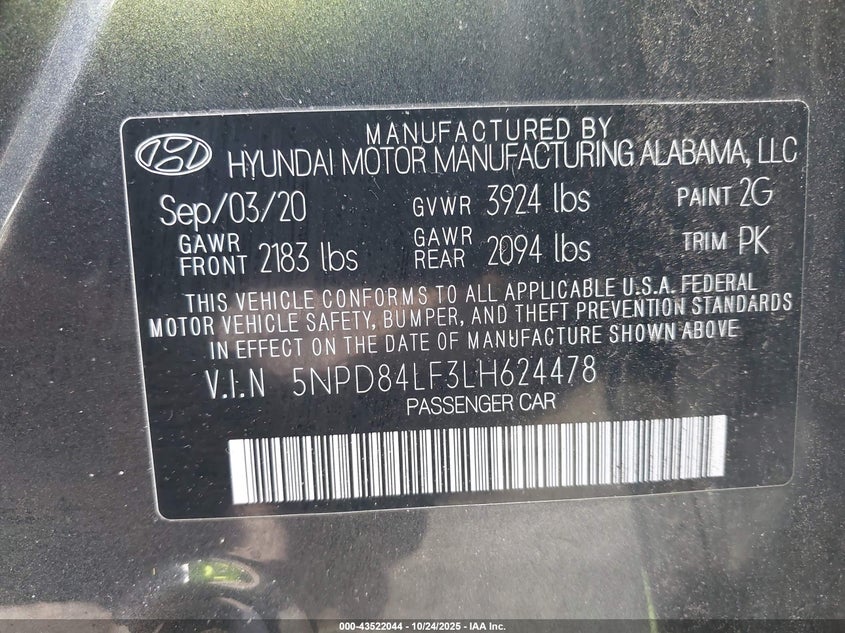 MANUFACTURED BY
HYUNDAI MOTOR MANUFACTURING ALABAMA, LLC
Sep/03/20 GVWR 3924 lbs PAINT 2G
GAWR FRONT 2183 lbs GAWR REAR 2094 lbs TRIM PK
THIS VEHICLE CONFORMS TO ALL APPLICABLE U.S.A. FEDERAL
MOTOR VEHICLE SAFETY, BUMPER, AND THEFT PREVENTION STANDARDS
IN EFFECT ON THE DATE OF MANUFACTURE SHOWN ABOVE
V.I.N 5NPD84LF3LH624478
PASSENGER CAR
000-43522044 - 10/24/2025 - IAA Inc.